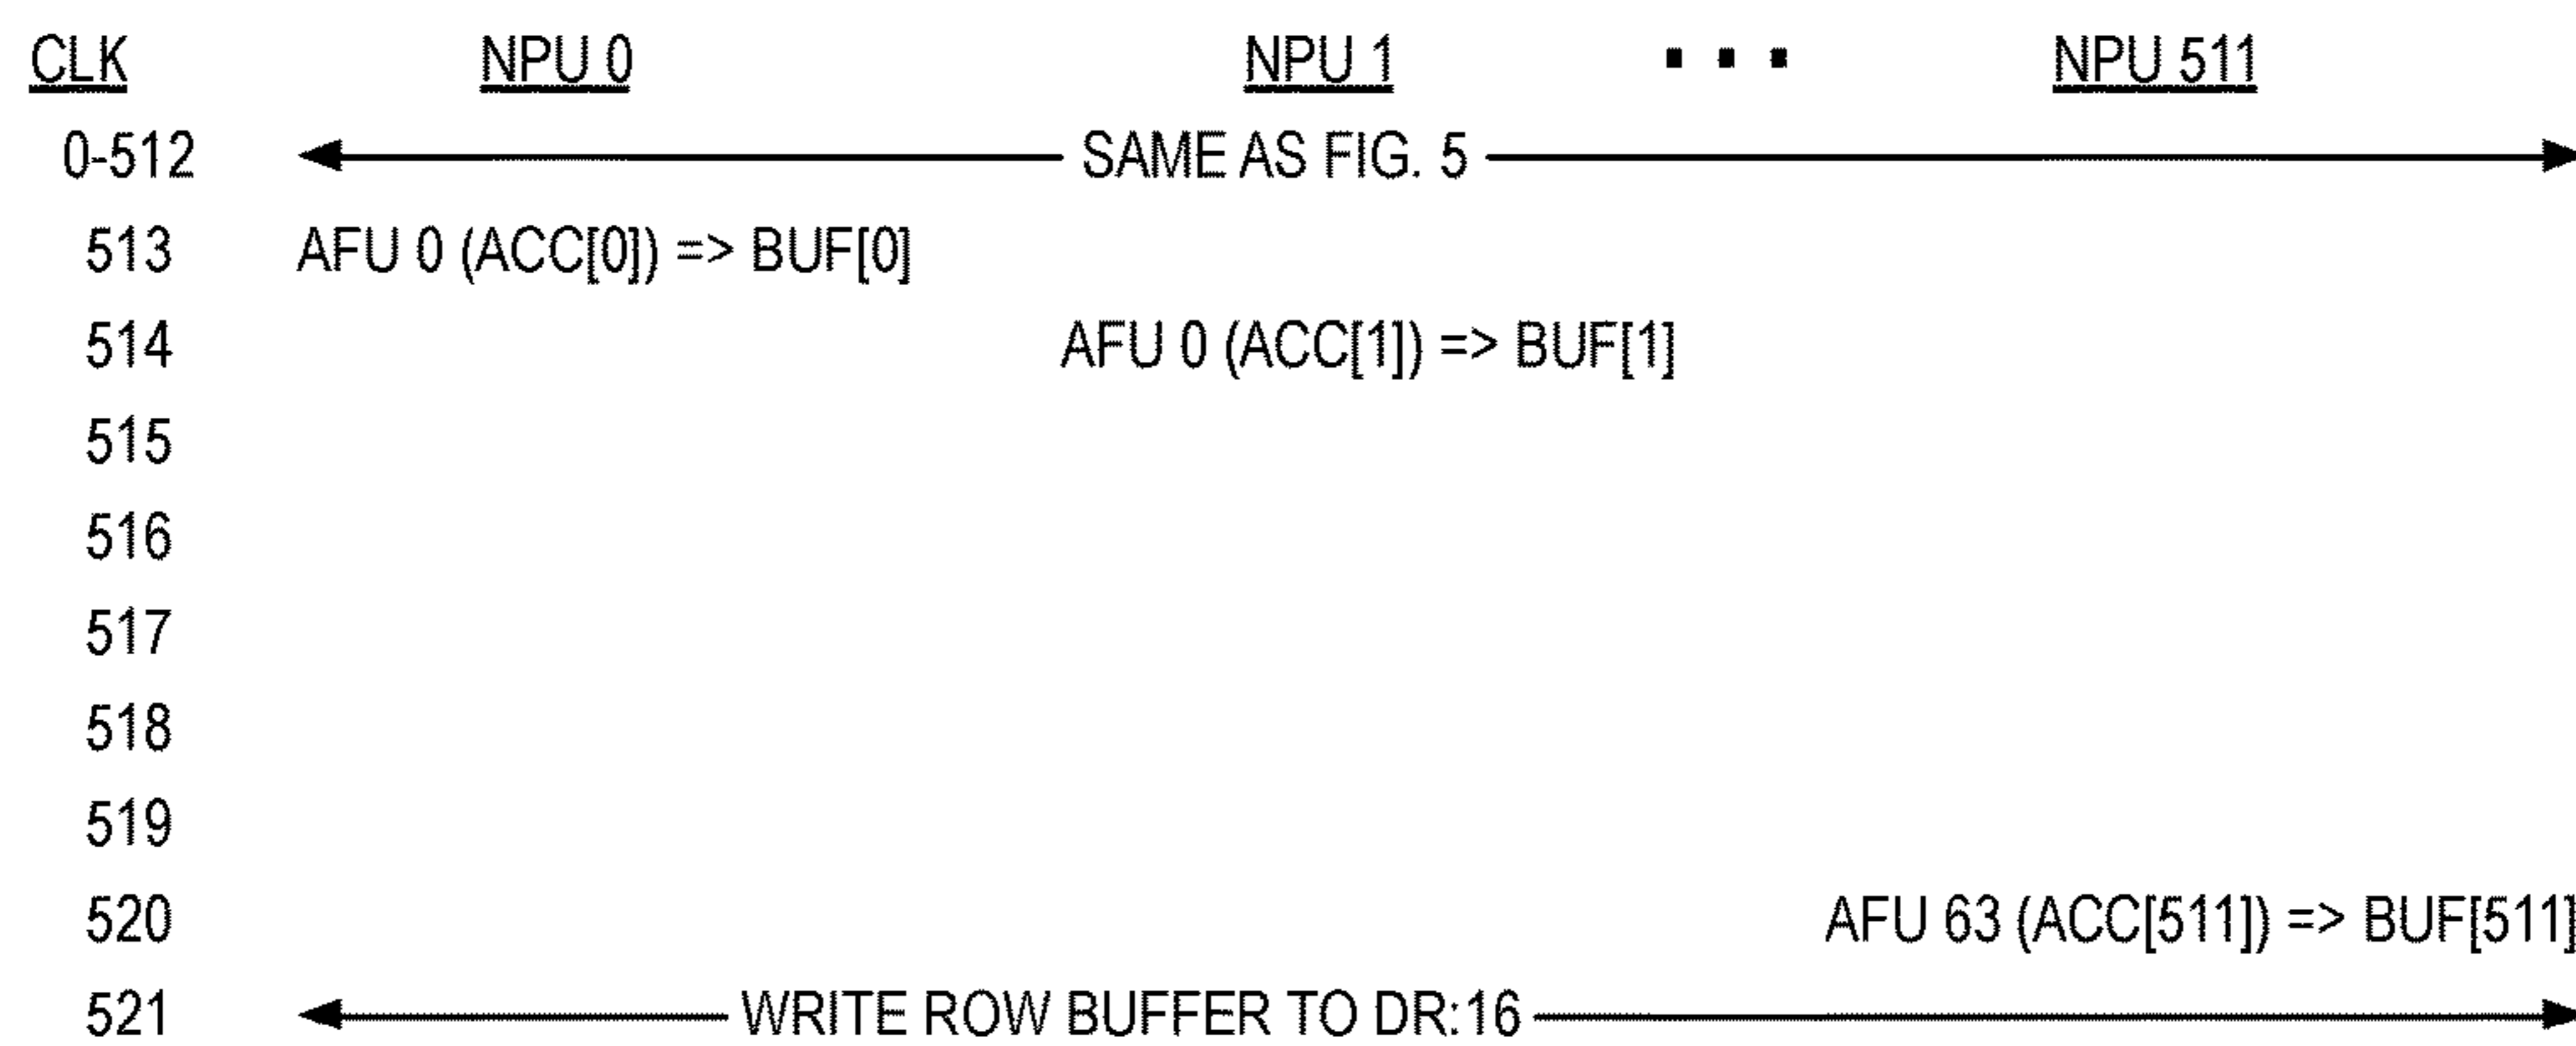 CLK NPU 0 NPU 1 ... NPU 511
0-512 SAME AS FIG. 5
513 AFU 0 (ACC[0]) => BUF[0]
514 AFU 0 (ACC[1]) => BUF[1]
515
516
517
518
519
520 AFU 63 (ACC[511]) => BUF[511]
521 WRITE ROW BUFFER TO DR:16